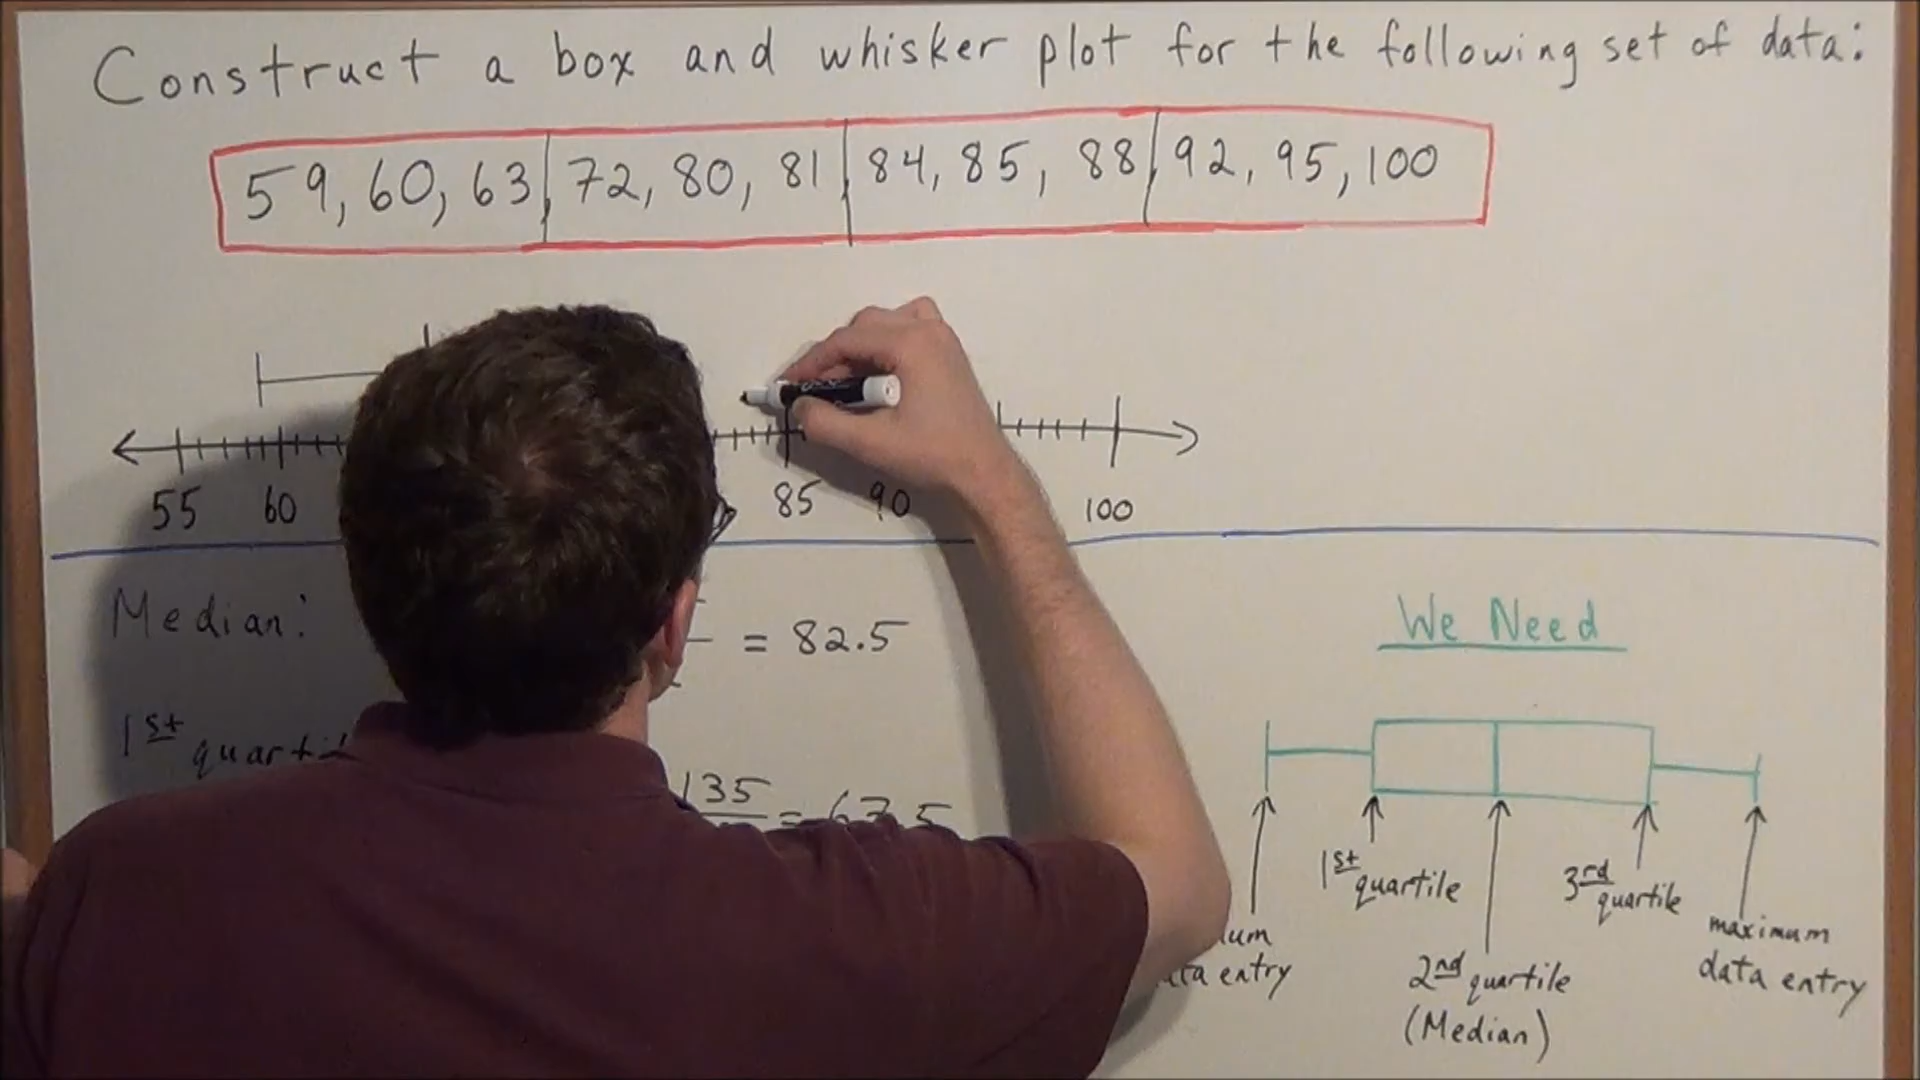 Construct a box and whisker plot for the following set of data:
59, 60, 63, 72, 80, 81, 84, 85, 88, 92, 95, 100
55 60 85 90 100
Median: = 82.5
1st quartile
135 = 67.5
We Need
1st quartile
3rd quartile
maximum
data entry
entry
2nd quartile
(Median)